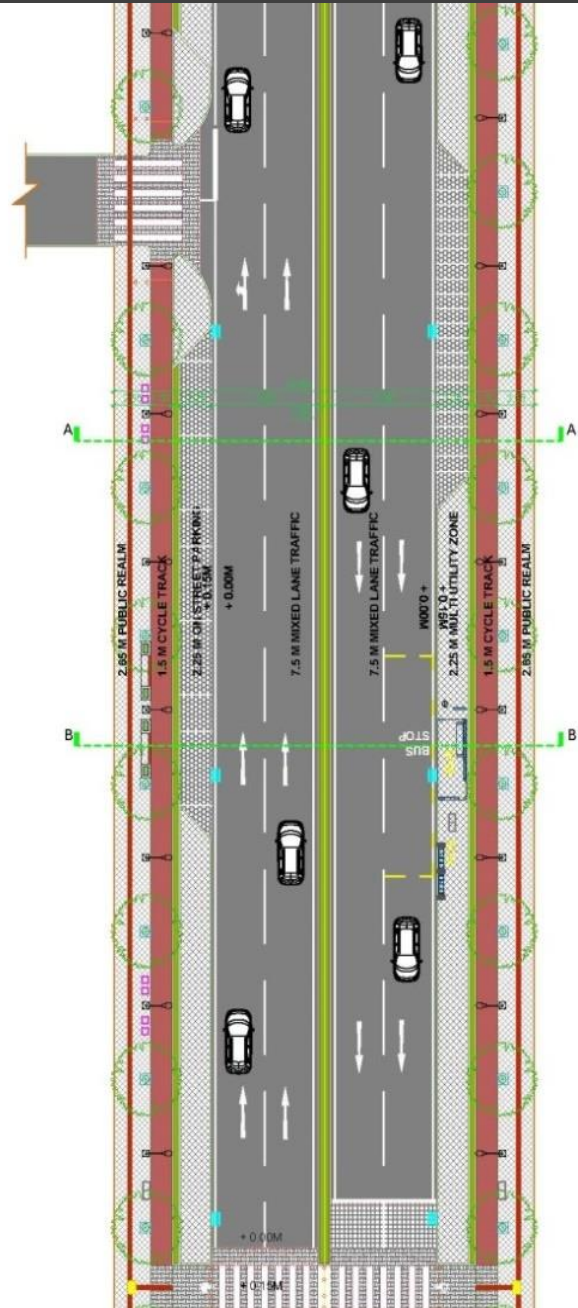 A A
2.65 M PUBLIC REALM
1.5 M CYCLE TRACK
2.25 M ON STREET PARKING
+ 0.15M
+ 0.00M
7.5 M MIXED LANE TRAFFIC
7.5 M MIXED LANE TRAFFIC
+ 0.00M
+ 0.15M
2.25 M MULTI UTILITY ZONE
1.5 M CYCLE TRACK
2.65 M PUBLIC REALM
B B
BUS
STOP
+ 0.00M
+ 0.15M